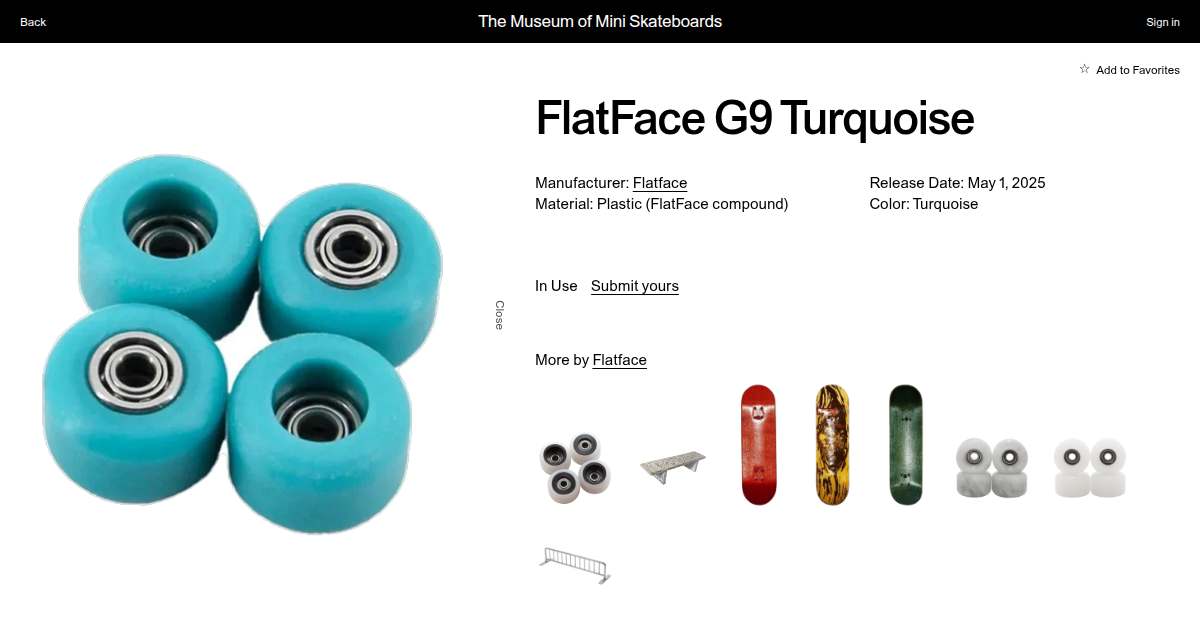 Back
The Museum of Mini Skateboards
Sign in
☆ Add to Favorites
FlatFace G9 Turquoise
Manufacturer: Flatface
Release Date: May 1, 2025
Material: Plastic (FlatFace compound)
Color: Turquoise
In Use Submit yours
Close
More by Flatface